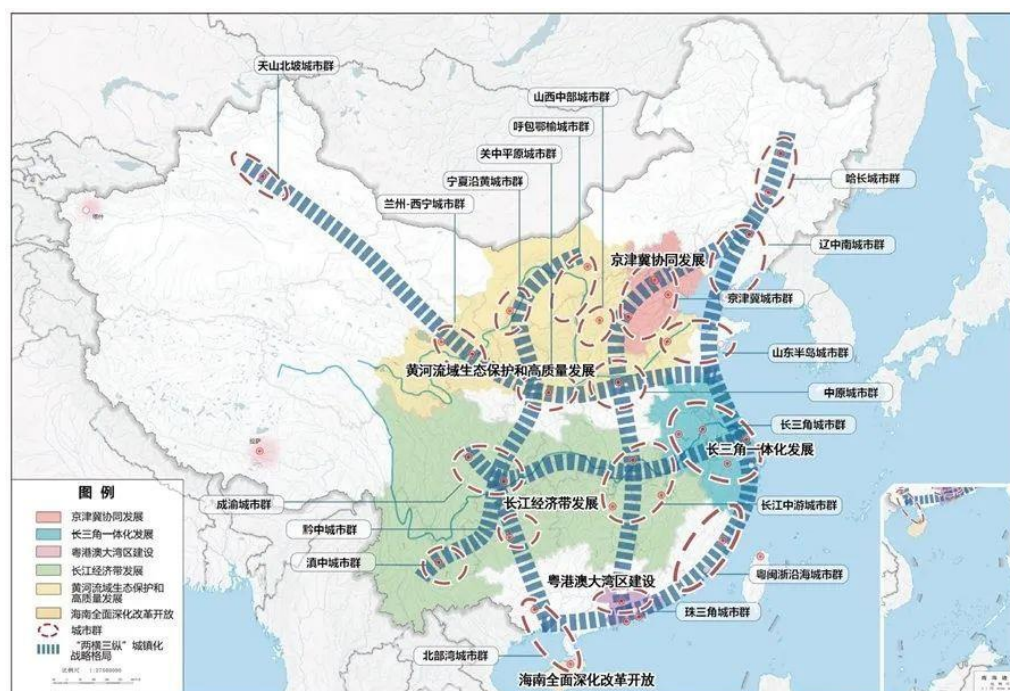 天山北坡城市群
山西中部城市群
呼包鄂榆城市群
关中平原城市群
宁夏沿黄城市群
兰州-西宁城市群
哈长城市群
辽中南城市群
京津冀协同发展
京津冀城市群
山东半岛城市群
黄河流域生态保护和高质量发展
中原城市群
长三角城市群
长三角一体化发展
成渝城市群
长江经济带发展
长江中游城市群
黔中城市群
滇中城市群
粤港澳大湾区建设
粤闽浙沿海城市群
珠三角城市群
北部湾城市群
海南全面深化改革开放
喀什
拉萨
图 例
京津冀协同发展
长三角一体化发展
粤港澳大湾区建设
长江经济带发展
黄河流域生态保护和
高质量发展
海南全面深化改革开放
城市群
“两横三纵”城镇化
战略格局
比例尺